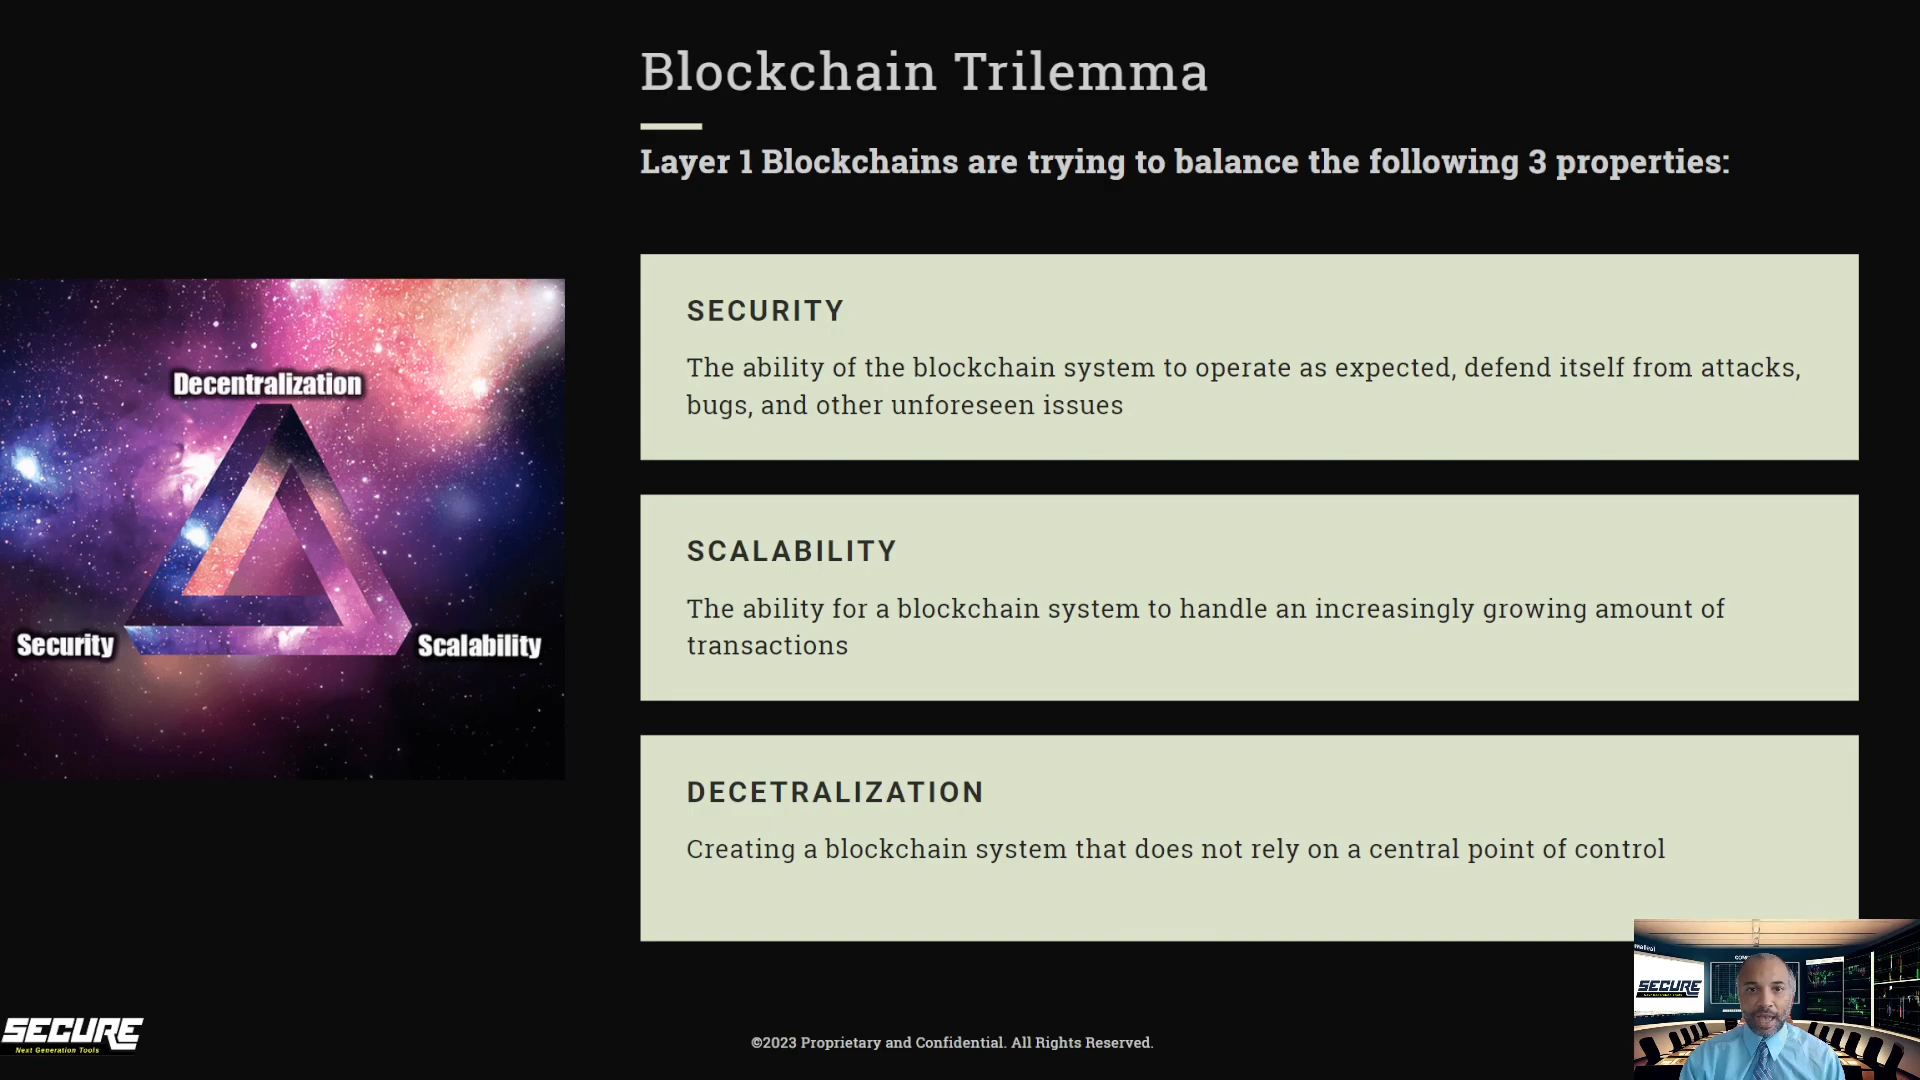 Blockchain Trilemma
Layer 1 Blockchains are trying to balance the following 3 properties:
Decentralization
Security
Scalability
SECURITY
The ability of the blockchain system to operate as expected, defend itself from attacks,
bugs, and other unforeseen issues
SCALABILITY
The ability for a blockchain system to handle an increasingly growing amount of
transactions
DECETRALIZATION
Creating a blockchain system that does not rely on a central point of control
SECURE
Next Generation Tools
©2023 Proprietary and Confidential. All Rights Reserved.
SECURE